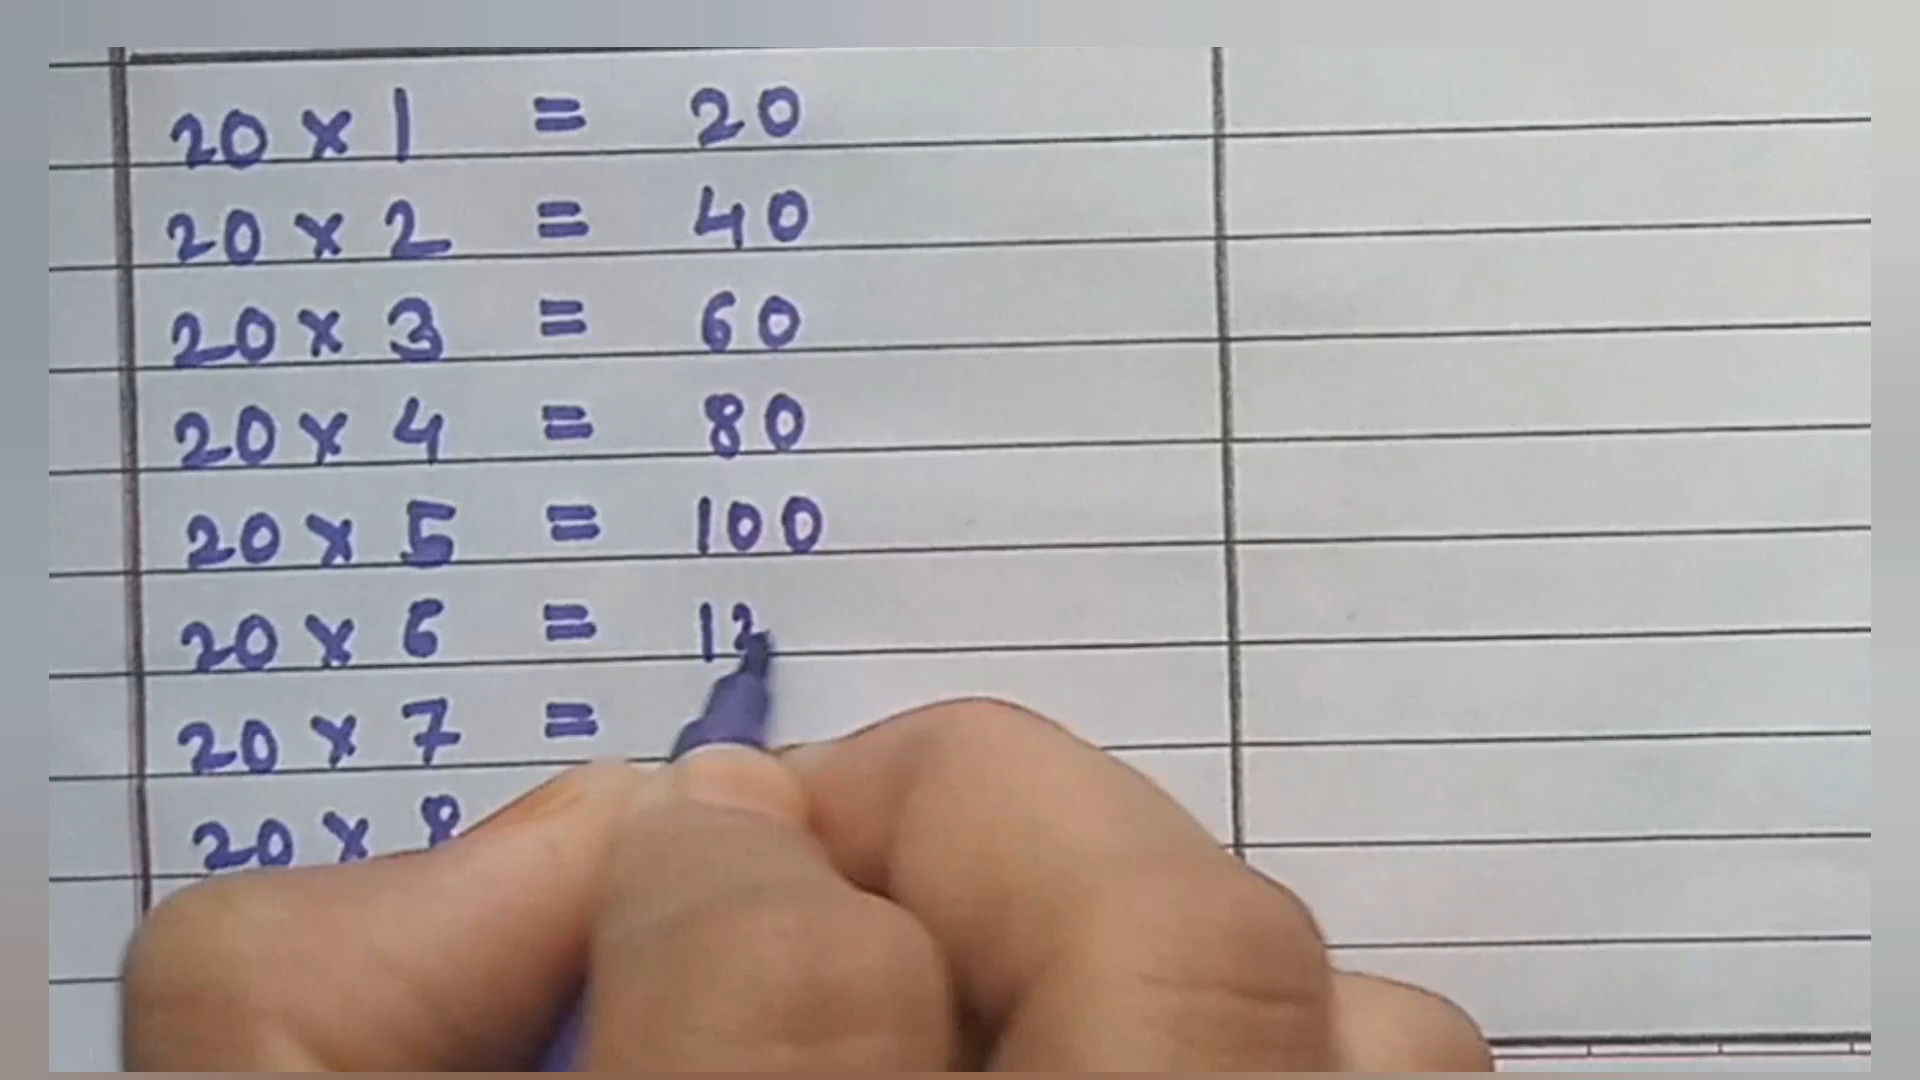 20 × 1 = 20
20 × 2 = 40
20 × 3 = 60
20 × 4 = 80
20 × 5 = 100
20 × 6 = 12
20 × 7 =
20 × 8